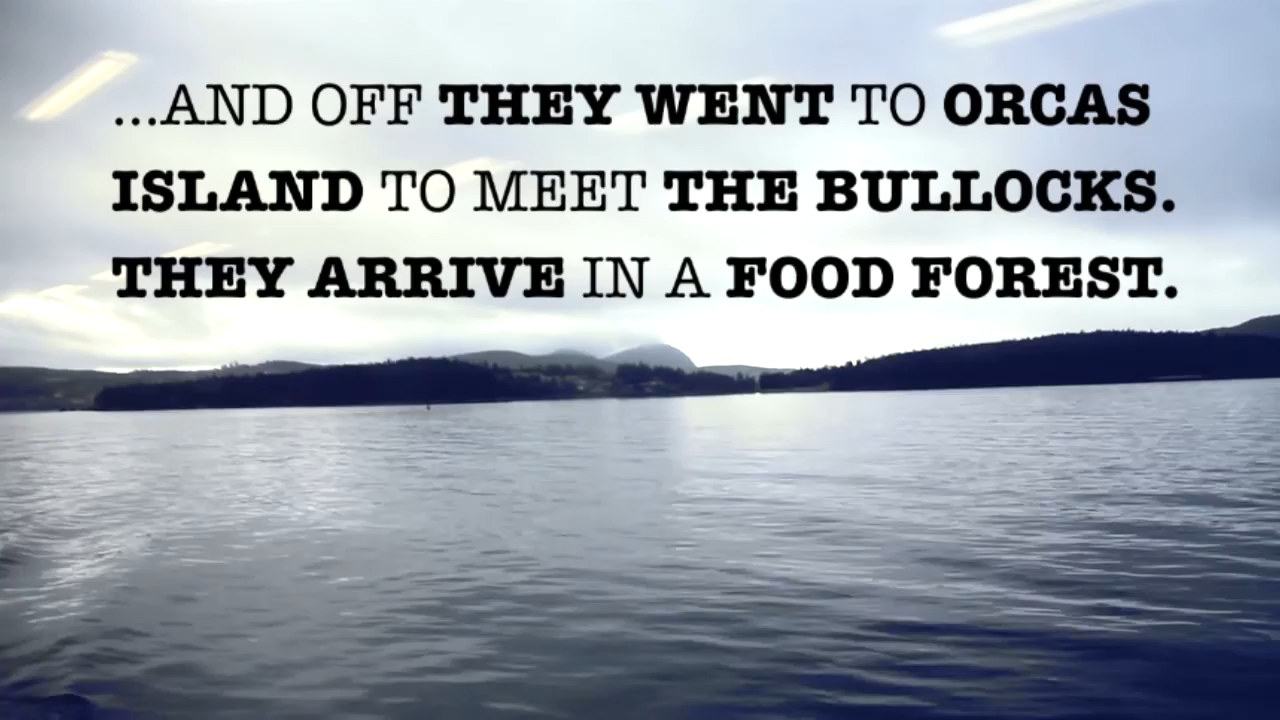 ...AND OFF THEY WENT TO ORCAS
ISLAND TO MEET THE BULLOCKS.
THEY ARRIVE IN A FOOD FOREST.